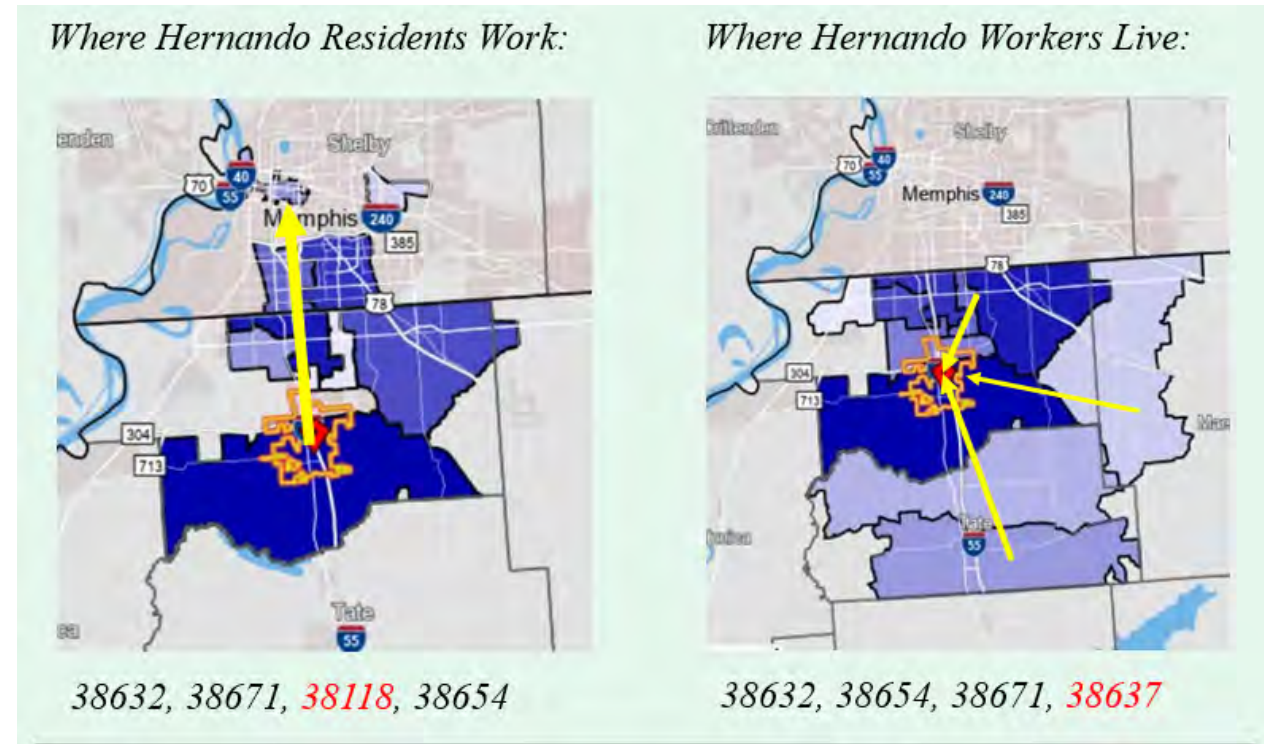 Where Hernando Residents Work:
Where Hernando Workers Live:
enden
Shelby
40
70
55
Memphis
240
385
78
304
713
Tate
55
ca
Crittenden
Shelby
40
70
55
Memphis
240
385
78
304
713
Mars
Tate
55
38632, 38671, 38118, 38654
38632, 38654, 38671, 38637